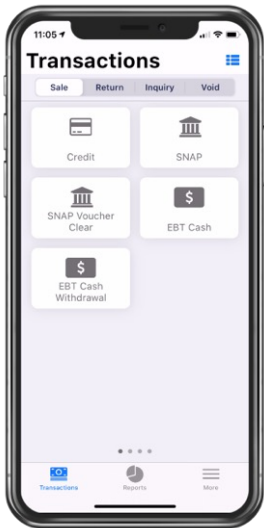 11:05
Transactions
Sale Return Inquiry Void
Credit SNAP
SNAP Voucher
Clear
EBT Cash
EBT Cash
Withdrawal
Transactions Reports More